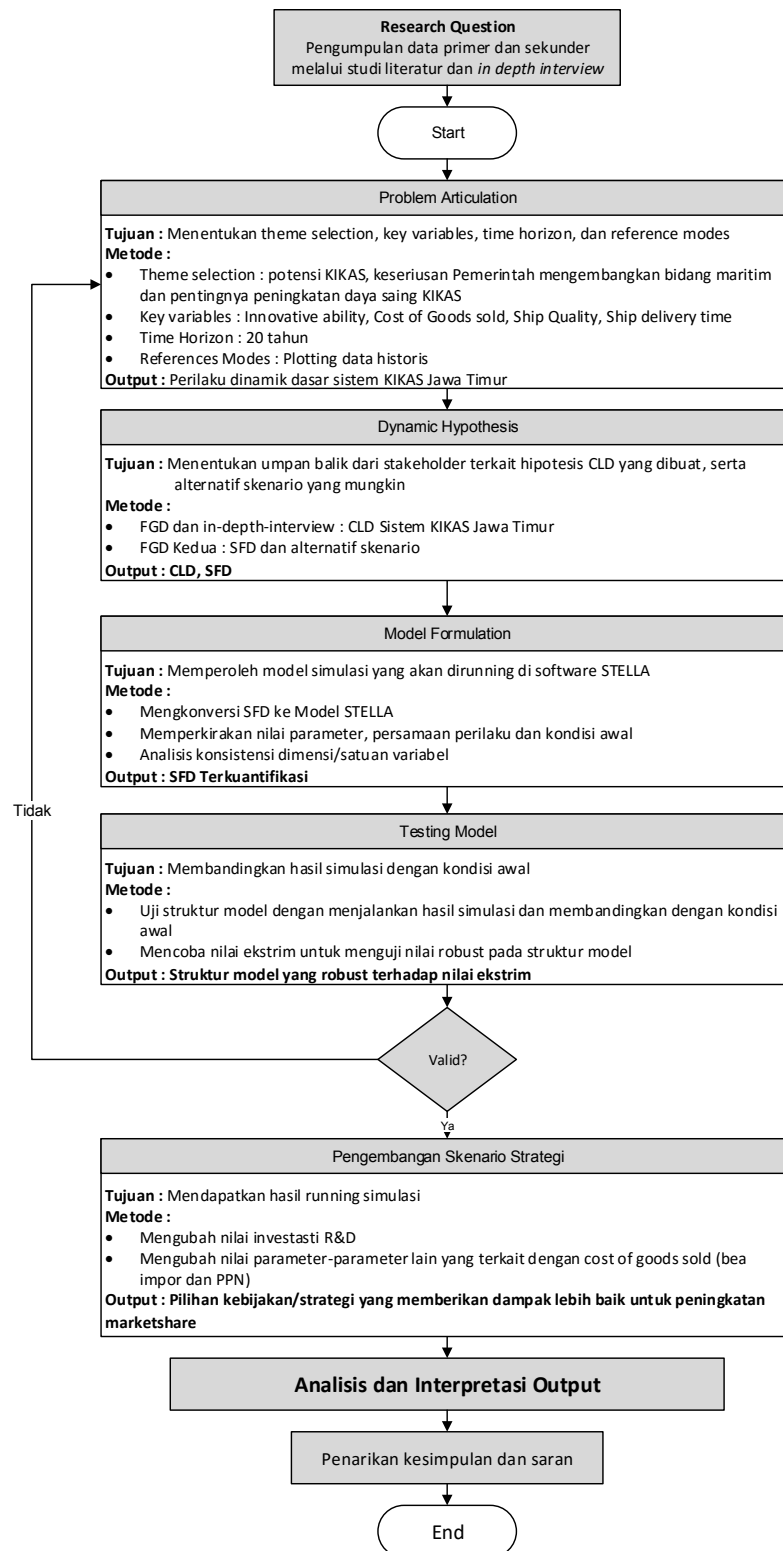 Research Question
Pengumpulan data primer dan sekunder
melalui studi literatur dan in depth interview
Start
Problem Articulation
Tujuan : Menentukan theme selection, key variables, time horizon, dan reference modes
Metode :
• Theme selection : potensi KIKAS, keseriusan Pemerintah mengembangkan bidang maritim
dan pentingnya peningkatan daya saing KIKAS
• Key variables : Innovative ability, Cost of Goods sold, Ship Quality, Ship delivery time
• Time Horizon : 20 tahun
• References Modes : Plotting data historis
Output : Perilaku dinamik dasar sistem KIKAS Jawa Timur
Dynamic Hypothesis
Tujuan : Menentukan umpan balik dari stakeholder terkait hipotesis CLD yang dibuat, serta
alternatif skenario yang mungkin
Metode :
• FGD dan in-depth-interview : CLD Sistem KIKAS Jawa Timur
• FGD Kedua : SFD dan alternatif skenario
Output : CLD, SFD
Model Formulation
Tujuan : Memperoleh model simulasi yang akan dirunning di software STELLA
Metode :
• Mengkonversi SFD ke Model STELLA
• Memperkirakan nilai parameter, persamaan perilaku dan kondisi awal
• Analisis konsistensi dimensi/satuan variabel
Output : SFD Terkuantifikasi
Tidak
Testing Model
Tujuan : Membandingkan hasil simulasi dengan kondisi awal
Metode :
• Uji struktur model dengan menjalankan hasil simulasi dan membandingkan dengan kondisi
awal
• Mencoba nilai ekstrim untuk menguji nilai robust pada struktur model
Output : Struktur model yang robust terhadap nilai ekstrim
Valid?
Ya
Pengembangan Skenario Strategi
Tujuan : Mendapatkan hasil running simulasi
Metode :
• Mengubah nilai investasti R&D
• Mengubah nilai parameter-parameter lain yang terkait dengan cost of goods sold (bea
impor dan PPN)
Output : Pilihan kebijakan/strategi yang memberikan dampak lebih baik untuk peningkatan
marketshare
Analisis dan Interpretasi Output
Penarikan kesimpulan dan saran
End